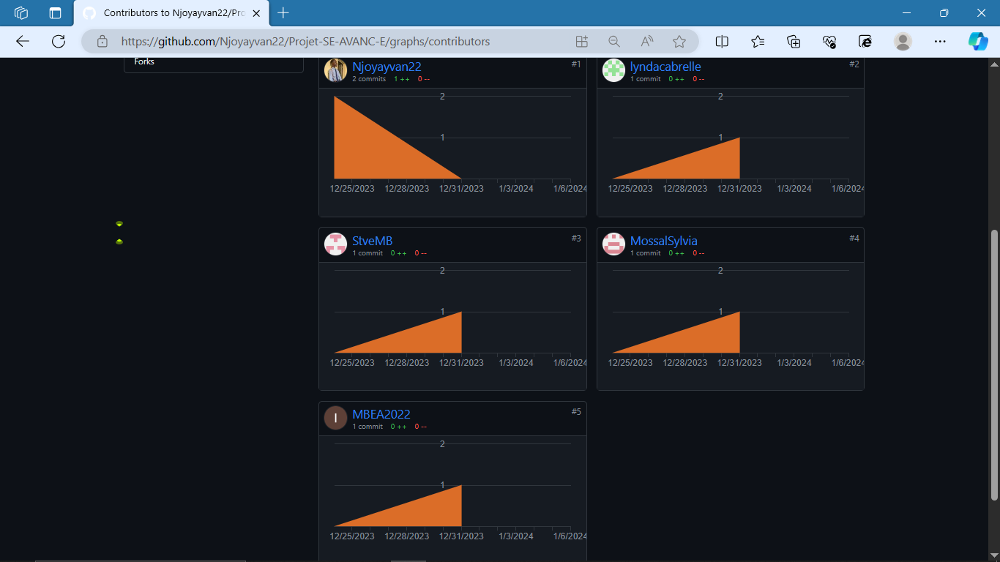 Contributors to Njoyayvan22/Pro
https://github.com/Njoyayvan22/Projet-SE-AVANC-E/graphs/contributors
Forks
Njoyayvan22 #1
2 commits 1 ++ 0 --
2
1
12/25/2023 12/28/2023 12/31/2023 1/3/2024 1/6/2024
lyndacabrelle #2
1 commit 0 ++ 0 --
2
1
12/25/2023 12/28/2023 12/31/2023 1/3/2024 1/6/2024
StveMB #3
1 commit 0 ++ 0 --
2
1
12/25/2023 12/28/2023 12/31/2023 1/3/2024 1/6/2024
MossalSylvia #4
1 commit 0 ++ 0 --
2
1
12/25/2023 12/28/2023 12/31/2023 1/3/2024 1/6/2024
I MBEA2022 #5
1 commit 0 ++ 0 --
2
1
12/25/2023 12/28/2023 12/31/2023 1/3/2024 1/6/2024